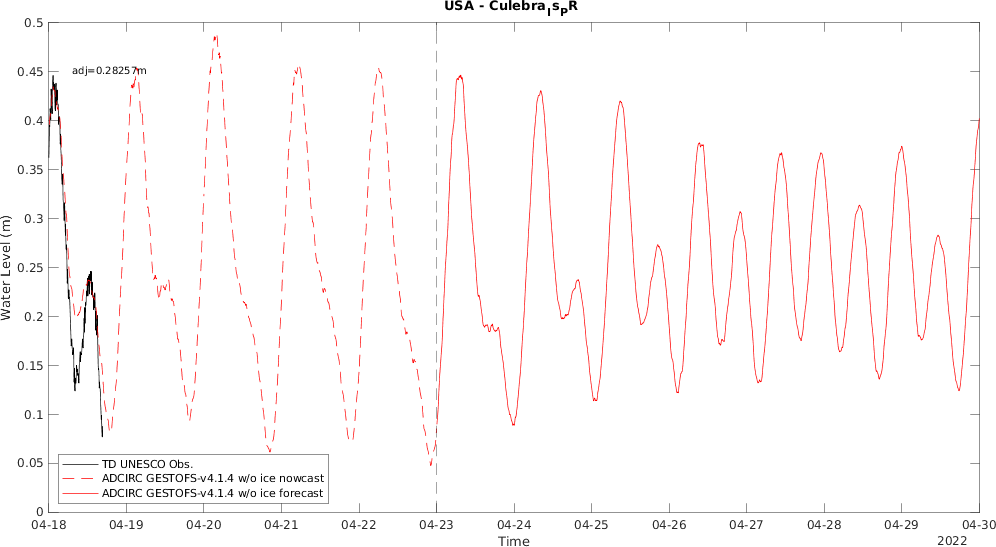 USA - Culebra_Is_PR
adj=0.28257m
Water Level (m)
0.5
0.45
0.4
0.35
0.3
0.25
0.2
0.15
0.1
0.05
0
TD UNESCO Obs.
ADCIRC GESTOFS-v4.1.4 w/o ice nowcast
ADCIRC GESTOFS-v4.1.4 w/o ice forecast
04-18 04-19 04-20 04-21 04-22 04-23 04-24 04-25 04-26 04-27 04-28 04-29 04-30
Time
2022